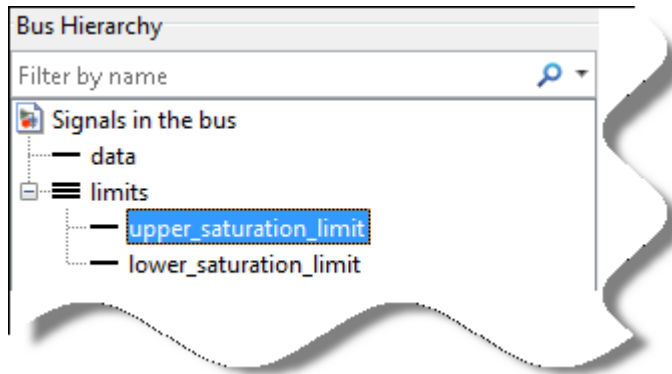 Bus Hierarchy
Filter by name
Signals in the bus
data
limits
upper_saturation_limit
lower_saturation_limit